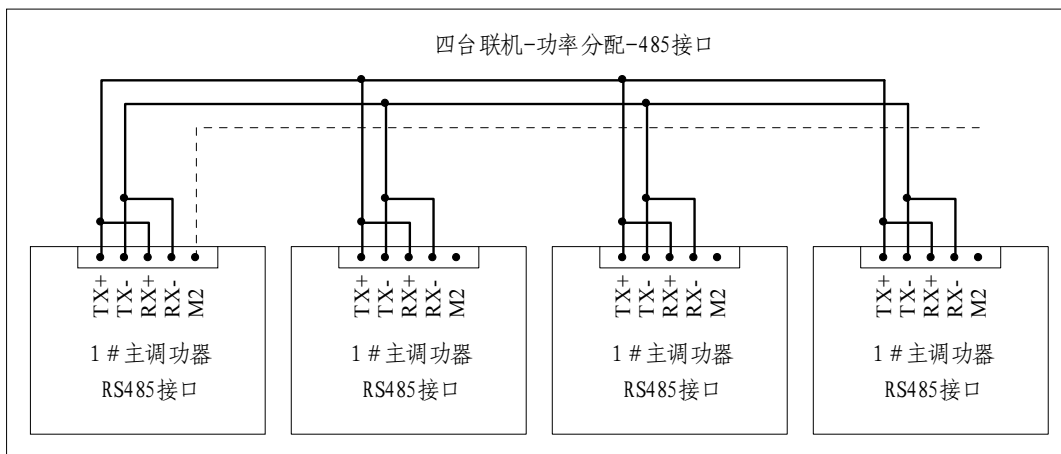 四台联机-功率分配-485接口
TX+
TX-
RX+
RX-
M2
1#主调功器
RS485接口
TX+
TX-
RX+
RX-
M2
1#主调功器
RS485接口
TX+
TX-
RX+
RX-
M2
1#主调功器
RS485接口
TX+
TX-
RX+
RX-
M2
1#主调功器
RS485接口